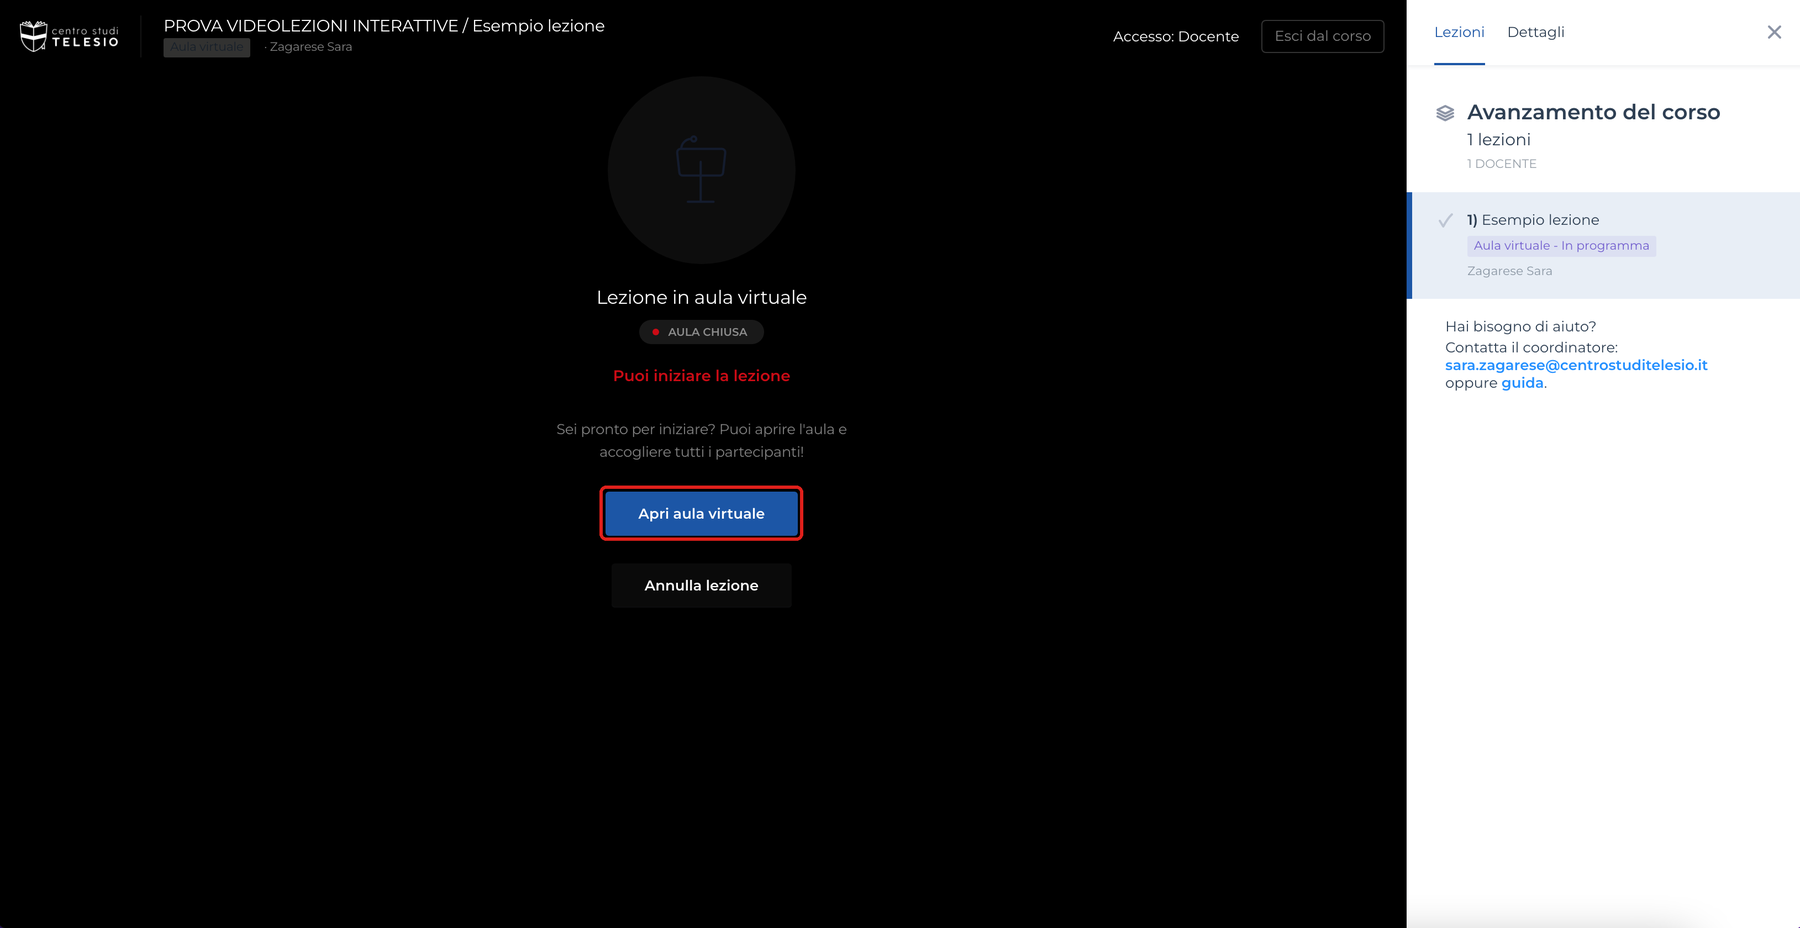 centro studi
TELESIO
PROVA VIDEOLEZIONI INTERATTIVE / Esempio lezione
Aula virtuale · Zagarese Sara
Accesso: Docente
Esci dal corso
Lezione in aula virtuale
AULA CHIUSA
Puoi iniziare la lezione
Sei pronto per iniziare? Puoi aprire l'aula e
accogliere tutti i partecipanti!
Apri aula virtuale
Annulla lezione
Lezioni
Dettagli
Avanzamento del corso
1 lezioni
1 DOCENTE
1) Esempio lezione
Aula virtuale - In programma
Zagarese Sara
Hai bisogno di aiuto?
Contatta il coordinatore:
sara.zagarese@centrostuditelesio.it
oppure guida.